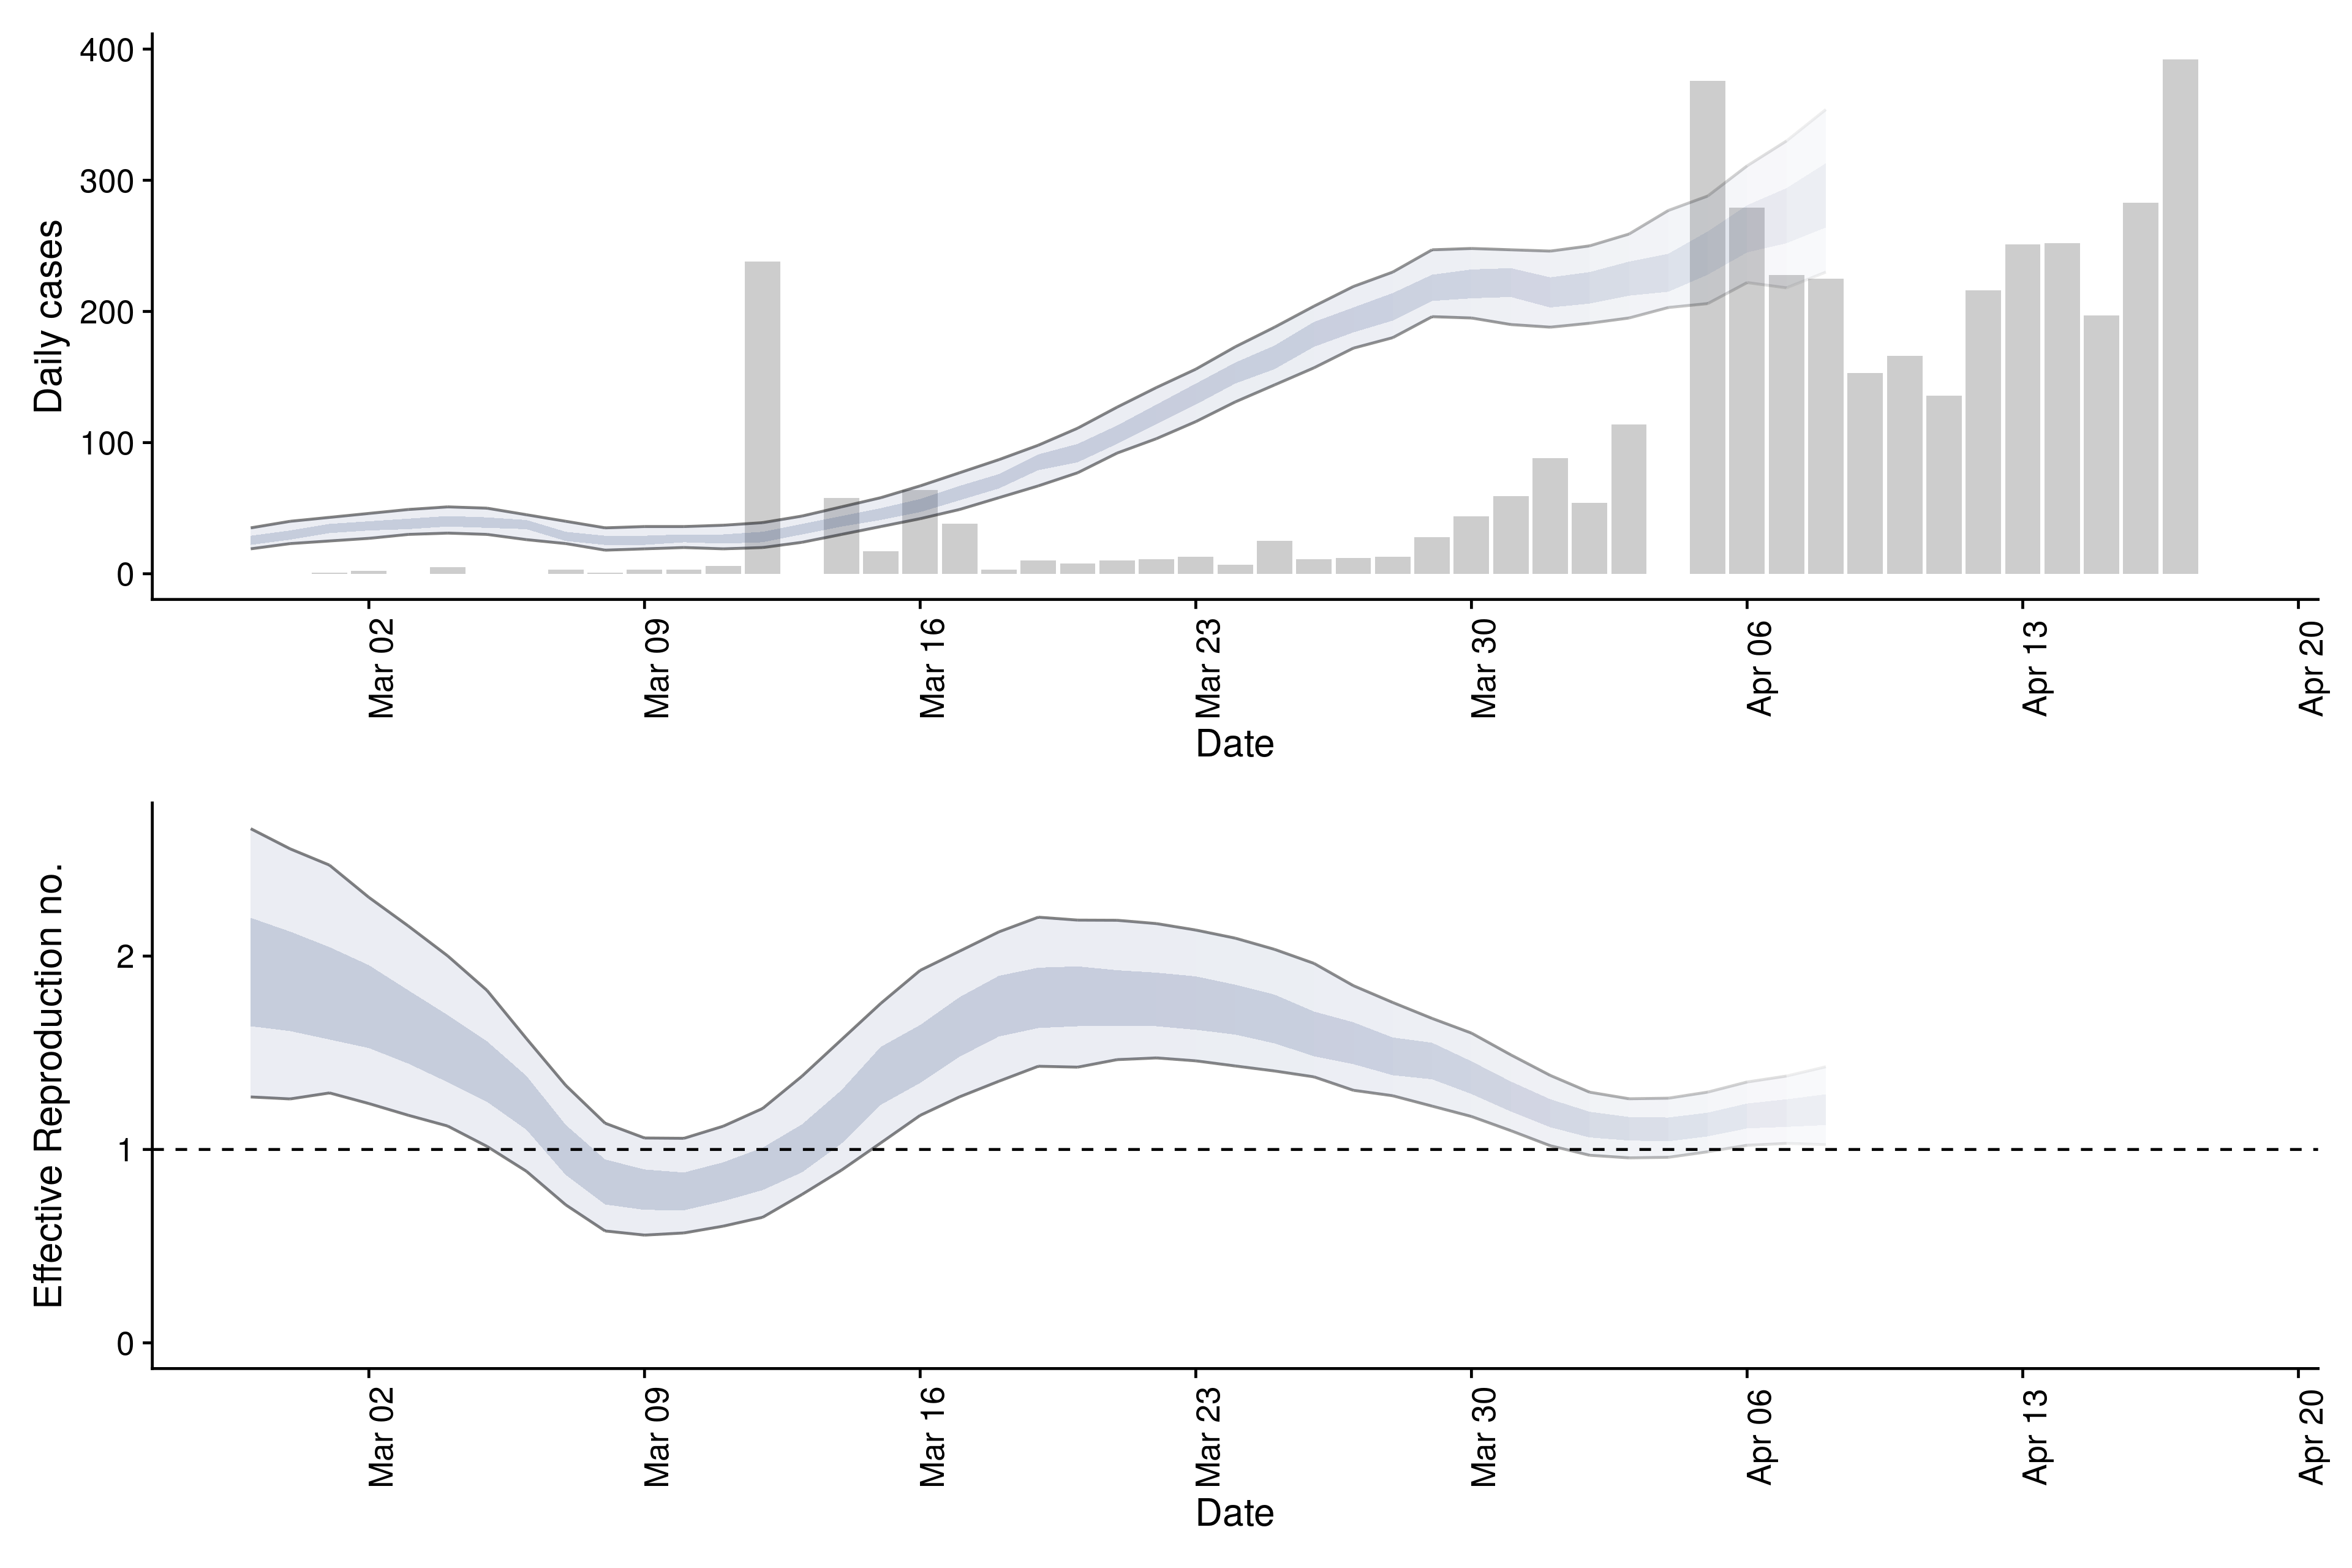 Daily cases
400
300
200
100
0
Mar 02
Mar 09
Mar 16
Mar 23
Mar 30
Apr 06
Apr 13
Apr 20
Date
Effective Reproduction no.
2
1
0
Mar 02
Mar 09
Mar 16
Mar 23
Mar 30
Apr 06
Apr 13
Apr 20
Date